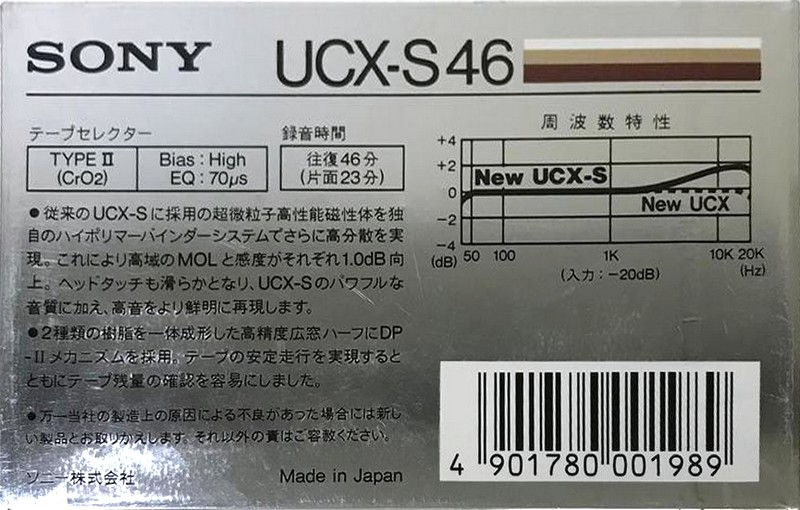 SONY UCX-S46
テープセレクター
TYPE II Bias : High
(CrO2) EQ : 70μs
録音時間
往復46分
(片面23分)
●従来のUCX-Sに採用の超微粒子高性能磁性体を独
自のハイポリマーバインダーシステムでさらに高分散を実
現。これにより高域のMOLと感度がそれぞれ1.0dB向
上。ヘッドタッチも滑らかとなり、UCX-Sのパワフルな
音質に加え、高音をより鮮明に再現します。
●2種類の樹脂を一体成形した高精度広窓ハーフにDP
-IIメカニズムを採用。テープの安定走行を実現すると
ともにテープ残量の確認を容易にしました。
●万一当社の製造上の原因による不良があった場合には新し
い製品とお取りかえします。それ以外の責はご容赦ください。
ソニー株式会社 Made in Japan
周波数特性
+4
+2
0
-2
-4
New UCX-S
New UCX
(dB) 50 100 1K 10K 20K
(入力:-20dB) (Hz)
4 901780 001989